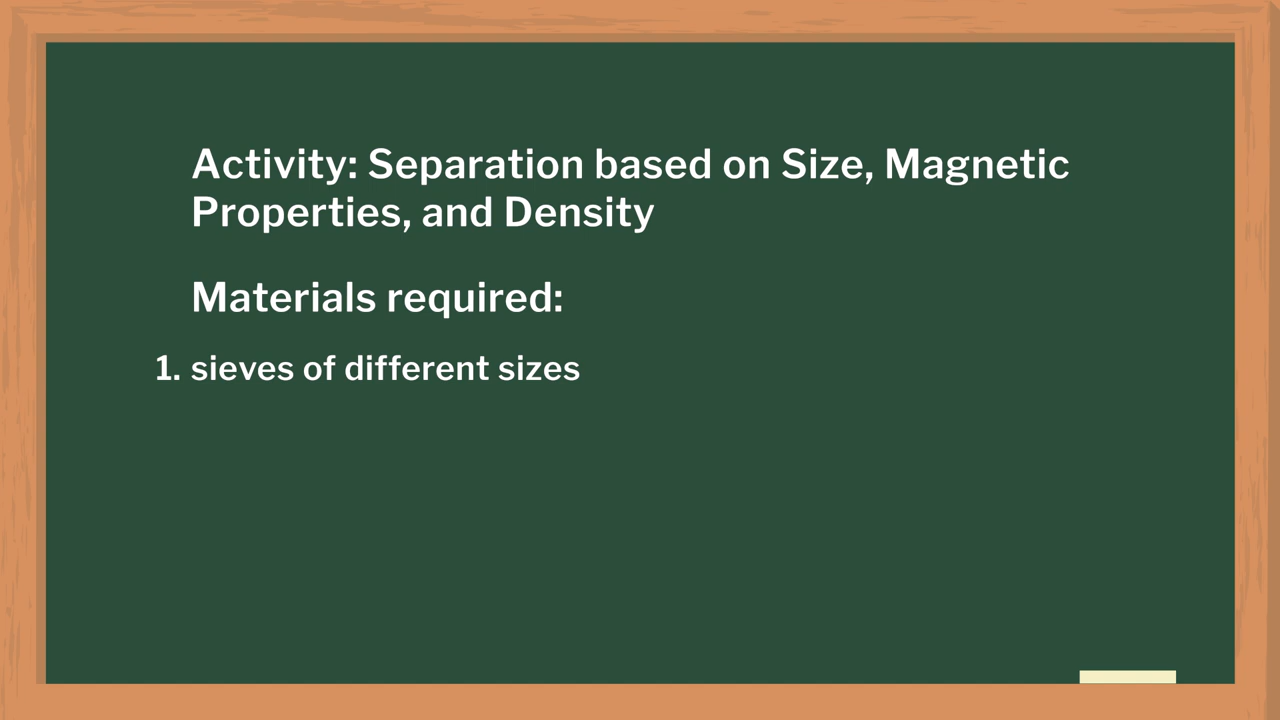 Activity: Separation based on Size, Magnetic
Properties, and Density
Materials required:
1. sieves of different sizes